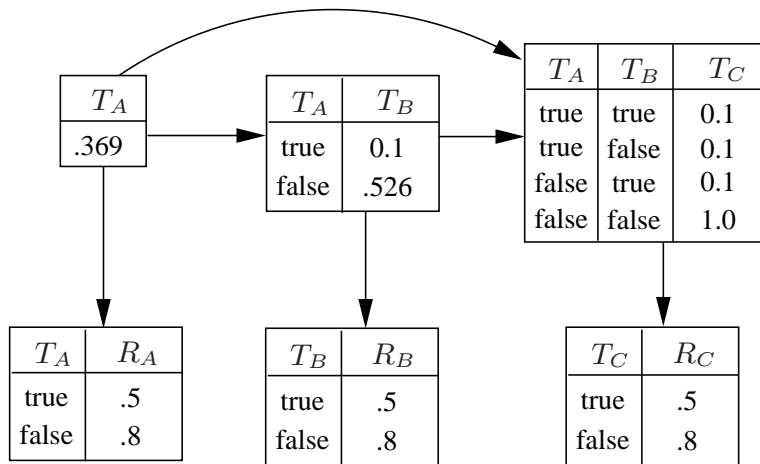 T_A
.369
T_A T_B
true 0.1
false .526
T_A T_B T_C
true true 0.1
true false 0.1
false true 0.1
false false 1.0
T_A R_A
true .5
false .8
T_B R_B
true .5
false .8
T_C R_C
true .5
false .8